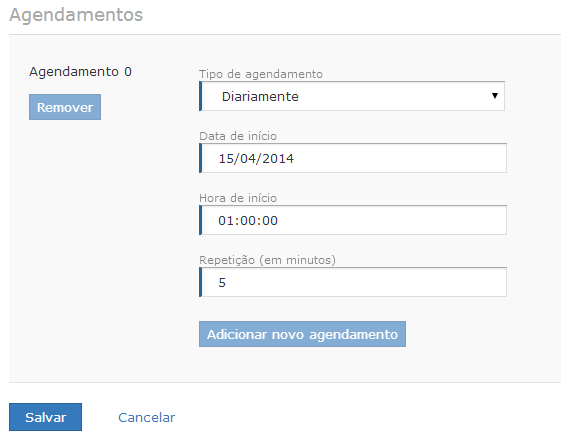 Agendamentos
Agendamento 0
Remover
Tipo de agendamento
Diariamente
Data de início
15/04/2014
Hora de início
01:00:00
Repetição (em minutos)
5
Adicionar novo agendamento
Salvar Cancelar